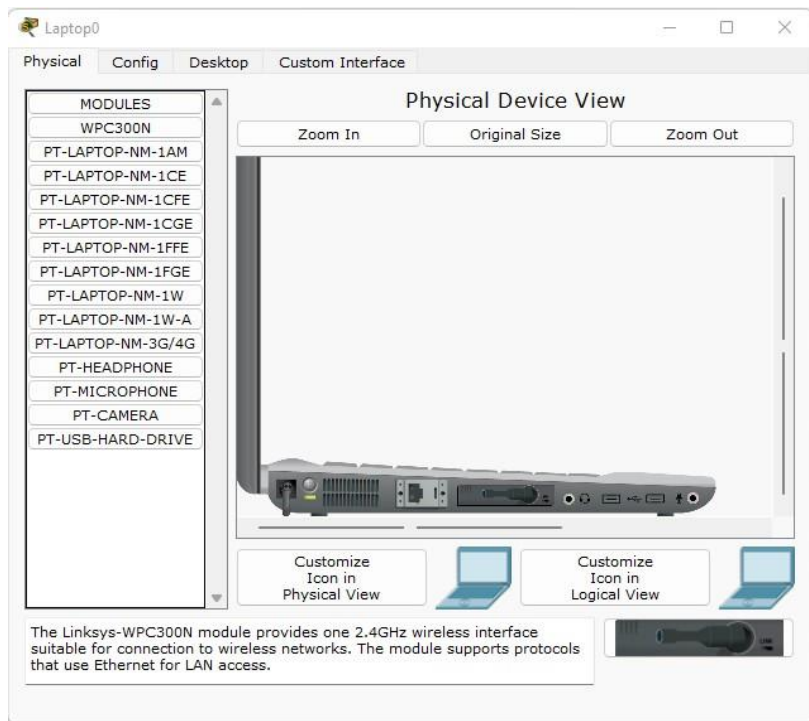 Laptop0
Physical Config Desktop Custom Interface
MODULES
WPC300N
PT-LAPTOP-NM-1AM
PT-LAPTOP-NM-1CE
PT-LAPTOP-NM-1CFE
PT-LAPTOP-NM-1CGE
PT-LAPTOP-NM-1FFE
PT-LAPTOP-NM-1FGE
PT-LAPTOP-NM-1W
PT-LAPTOP-NM-1W-A
PT-LAPTOP-NM-3G/4G
PT-HEADPHONE
PT-MICROPHONE
PT-CAMERA
PT-USB-HARD-DRIVE
Physical Device View
Zoom In Original Size Zoom Out
Customize
Icon in
Physical View
Customize
Icon in
Logical View
The Linksys-WPC300N module provides one 2.4GHz wireless interface
suitable for connection to wireless networks. The module supports protocols
that use Ethernet for LAN access.